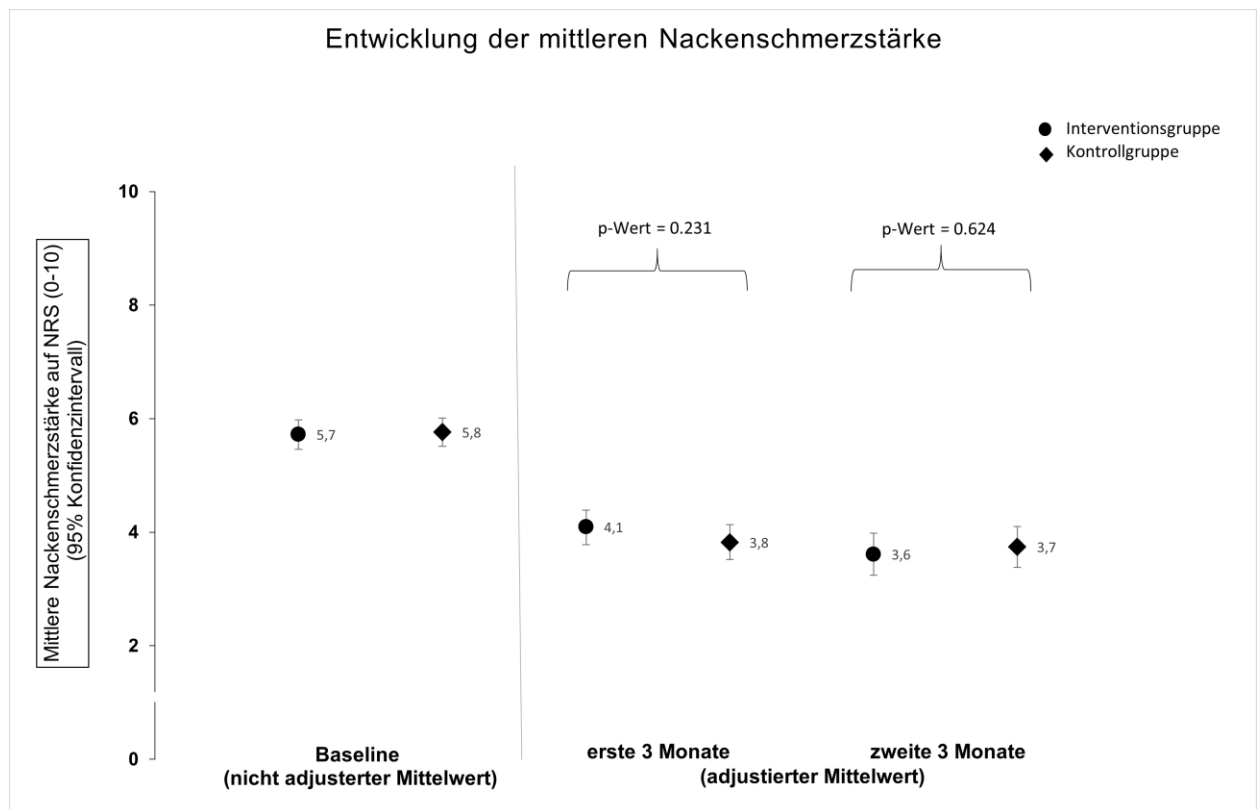 Entwicklung der mittleren Nackenschmerzstärke
Interventionsgruppe
Kontrollgruppe
Mittlere Nackenschmerzstärke auf NRS (0-10)
(95% Konfidenzintervall)
10
8
6
4
2
0
p-Wert = 0.231
p-Wert = 0.624
5,7
5,8
4,1
3,8
3,6
3,7
Baseline
(nicht adjusterter Mittelwert)
erste 3 Monate
zweite 3 Monate
(adjustierter Mittelwert)